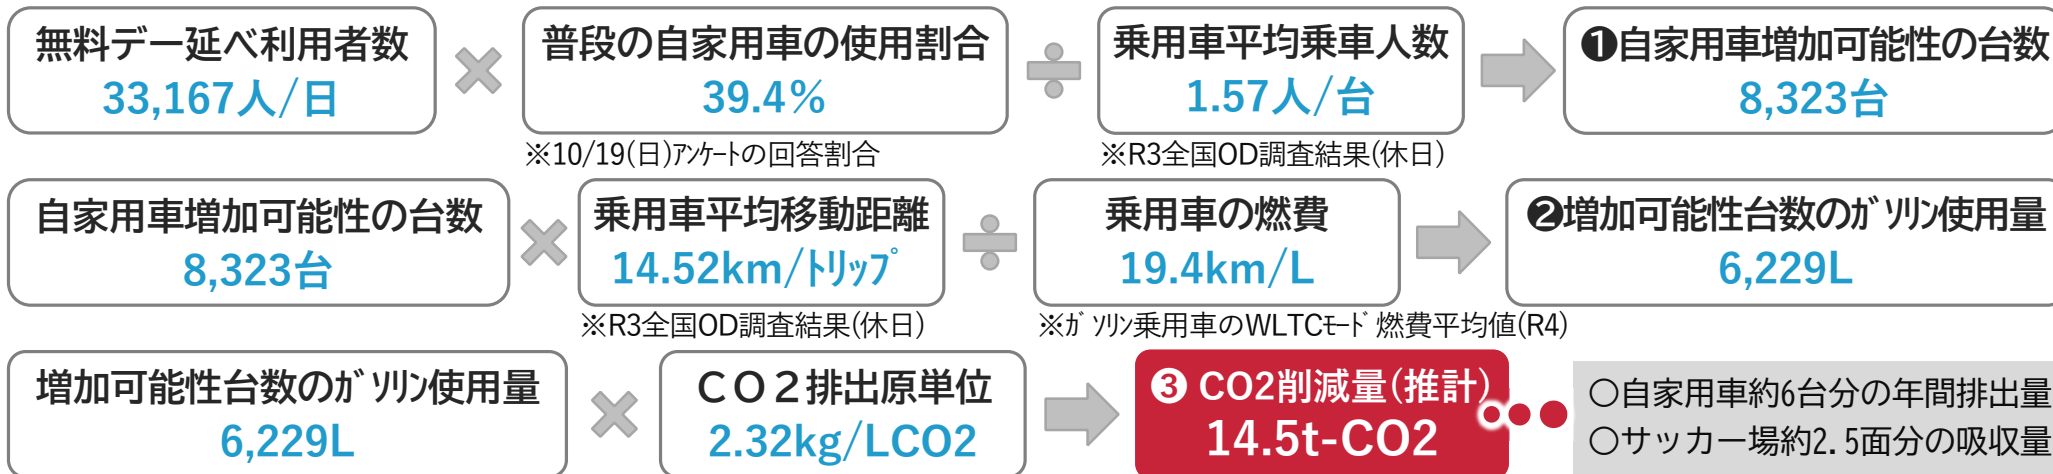 無料デー延べ利用者数
33,167人/日
普段の自家用車の使用割合
39.4%
乗用車平均乗車人数
1.57人/台
❶自家用車増加可能性の台数
8,323台
※10/19(日)ｱﾝｹｰﾄの回答割合
※R3全国OD調査結果(休日)
自家用車増加可能性の台数
8,323台
乗用車平均移動距離
14.52km/ﾄﾘｯﾌﾟ
乗用車の燃費
19.4km/L
❷増加可能性台数のｶﾞｿﾘﾝ使用量
6,229L
※R3全国OD調査結果(休日)
※ｶﾞｿﾘﾝ乗用車のWLTCﾓｰﾄﾞ燃費平均値(R4)
増加可能性台数のｶﾞｿﾘﾝ使用量
6,229L
ＣＯ２排出原単位
2.32kg/LCO2
❸ CO2削減量(推計)
14.5t-CO2
○自家用車約6台分の年間排出量
○サッカー場約2.5面分の吸収量